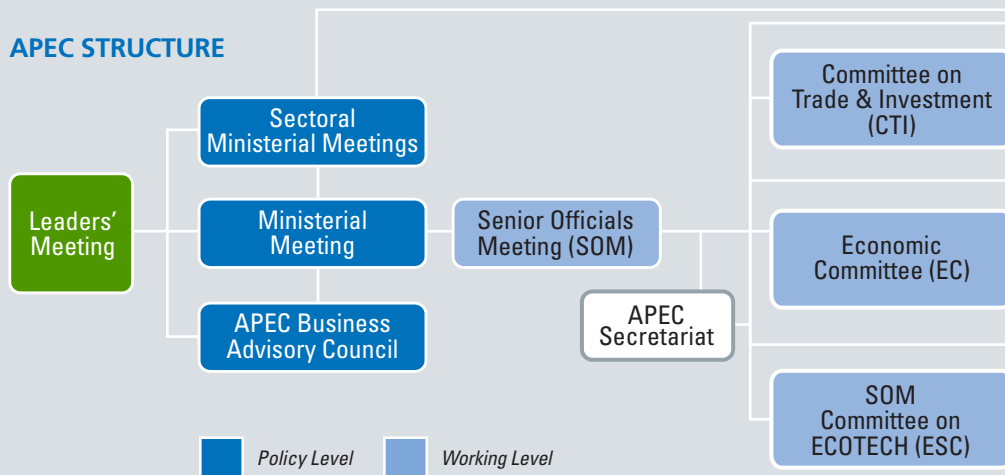 APEC STRUCTURE
Leaders'
Meeting
Sectoral
Ministerial Meetings
Ministerial
Meeting
APEC Business
Advisory Council
Senior Officials
Meeting (SOM)
APEC
Secretariat
Committee on
Trade & Investment
(CTI)
Economic
Committee (EC)
SOM
Committee on
ECOTECH (ESC)
Policy Level
Working Level